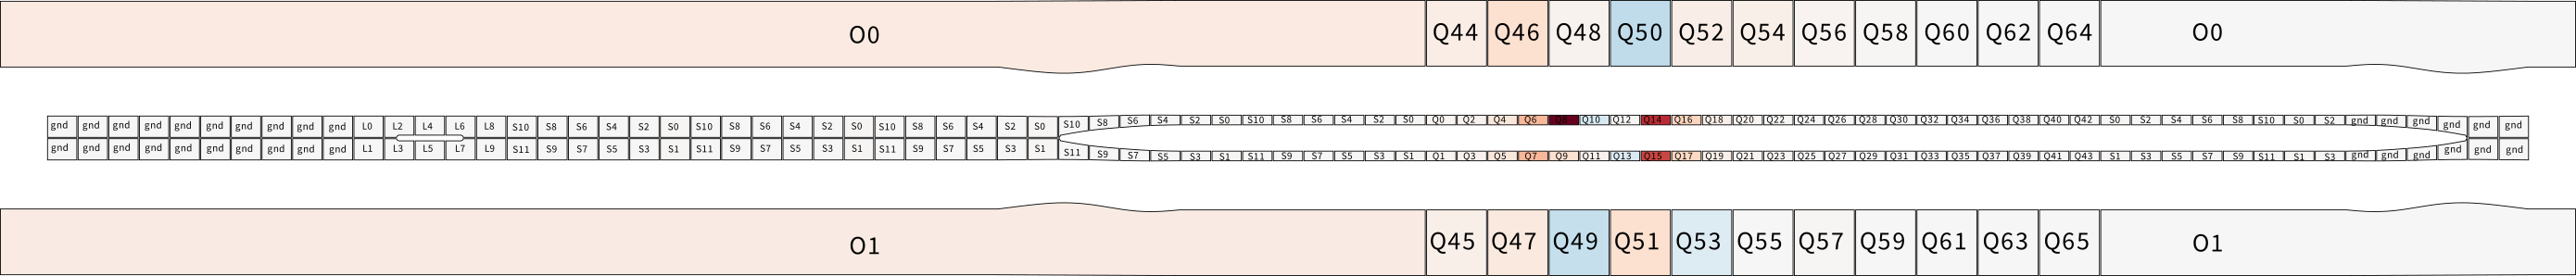 O0 Q44 Q46 Q48 Q50 Q52 Q54 Q56 Q58 Q60 Q62 Q64 O0
gnd gnd gnd gnd gnd gnd gnd gnd gnd gnd L0 L2 L4 L6 L8 S10 S8 S6 S4 S2 S0 S10 S8 S6 S4 S2 S0 S10 S8 S6 S4 S2 S0 S10 S8 S6 S4 S2 S0 S10 S8 S6 S4 S2 S0 Q0 Q2 Q4 Q6 Q8 Q10 Q12 Q14 Q16 Q18 Q20 Q22 Q24 Q26 Q28 Q30 Q32 Q34 Q36 Q38 Q40 Q42 S0 S2 S4 S6 S8 S10 S0 S2 gnd gnd gnd gnd gnd gnd
gnd gnd gnd gnd gnd gnd gnd gnd gnd gnd L1 L3 L5 L7 L9 S11 S9 S7 S5 S3 S1 S11 S9 S7 S5 S3 S1 S11 S9 S7 S5 S3 S1 S11 S9 S7 S5 S3 S1 S11 S9 S7 S5 S3 S1 Q1 Q3 Q5 Q7 Q9 Q11 Q13 Q15 Q17 Q19 Q21 Q23 Q25 Q27 Q29 Q31 Q33 Q35 Q37 Q39 Q41 Q43 S1 S3 S5 S7 S9 S11 S1 S3 gnd gnd gnd gnd gnd gnd
O1 Q45 Q47 Q49 Q51 Q53 Q55 Q57 Q59 Q61 Q63 Q65 O1